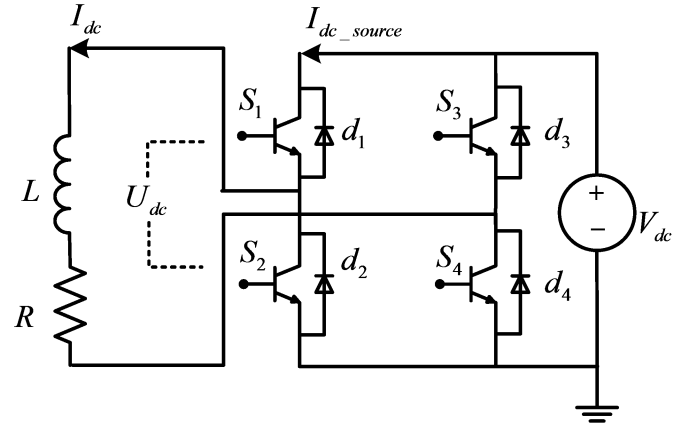 I_dc
I_dc_source
S_1
d_1
S_3
d_3
L
U_dc
+
−
V_dc
S_2
d_2
S_4
d_4
R